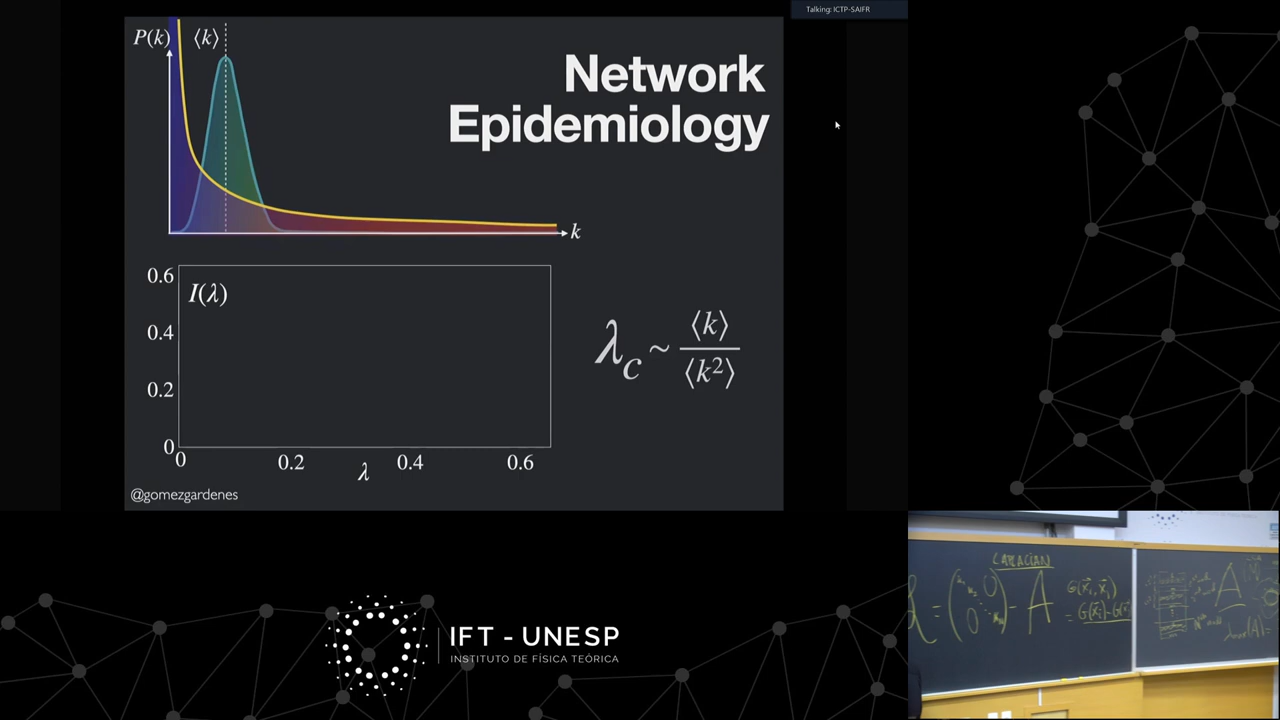 Talking: ICTP-SAIFR
P(k)
⟨k⟩
Network
Epidemiology
k
0.6
I(λ)
0.4
0.2
0
0
0.2
0.4
0.6
λ
λc ~ ⟨k⟩/⟨k²⟩
@gomezgardenes
IFT - UNESP
INSTITUTO DE FÍSICA TEÓRICA
LAPLACIAN
A
A